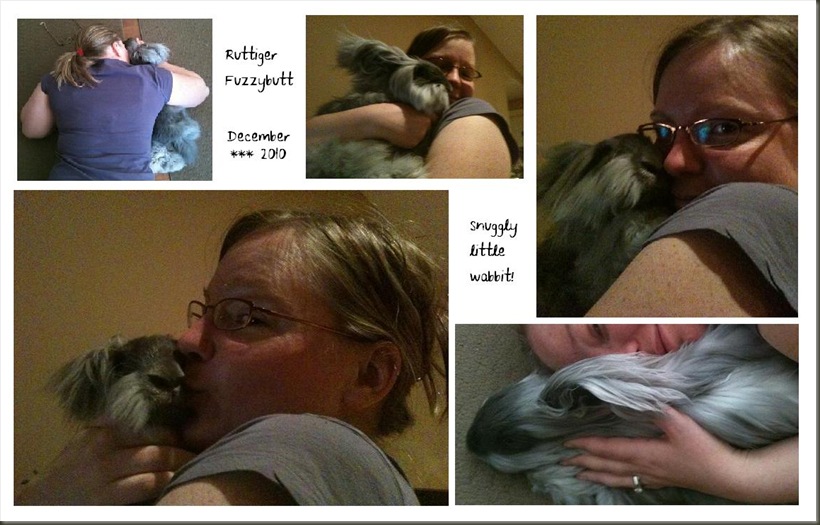 Ruttiger
Fuzzybutt
December
*** 2010
Snuggly
little
wabbit!